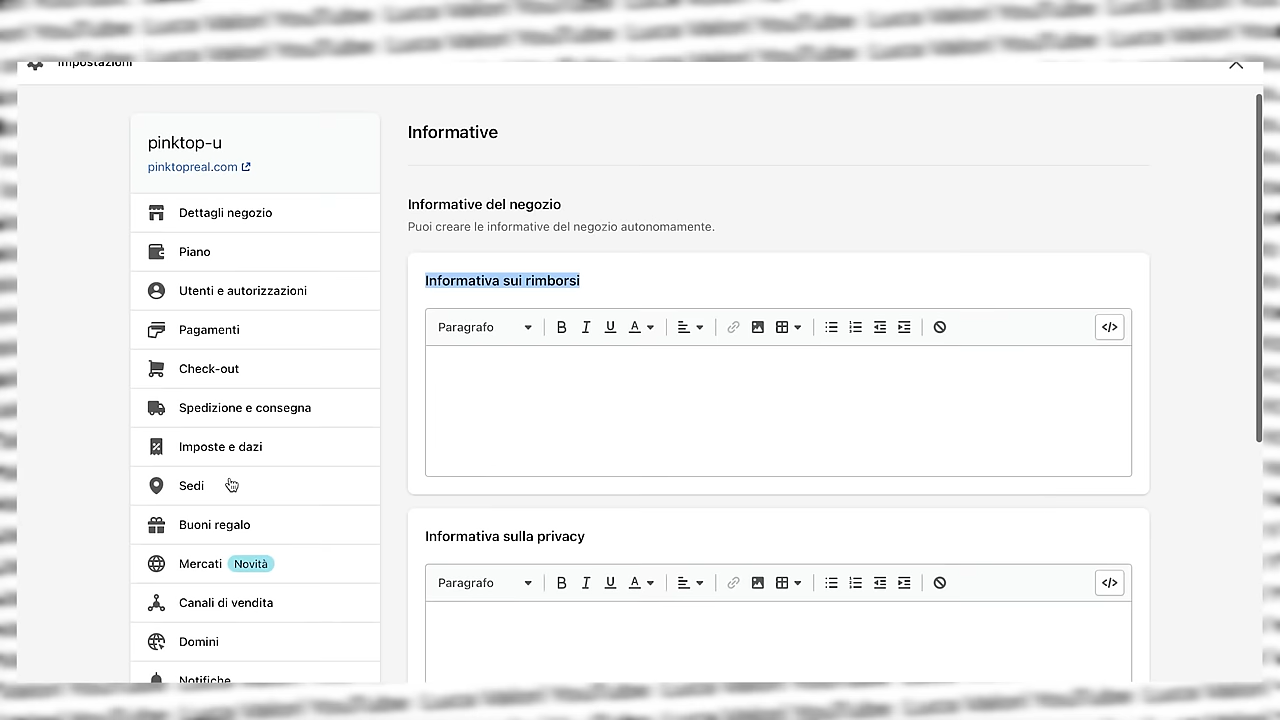 Impostazioni
pinktop-u
pinktopreal.com
Dettagli negozio
Piano
Utenti e autorizzazioni
Pagamenti
Check-out
Spedizione e consegna
Imposte e dazi
Sedi
Buoni regalo
Mercati Novità
Canali di vendita
Domini
Notifiche
Informative
Informative del negozio
Puoi creare le informative del negozio autonomamente.
Informativa sui rimborsi
Paragrafo B I U A </>
Informativa sulla privacy
Paragrafo B I U A </>